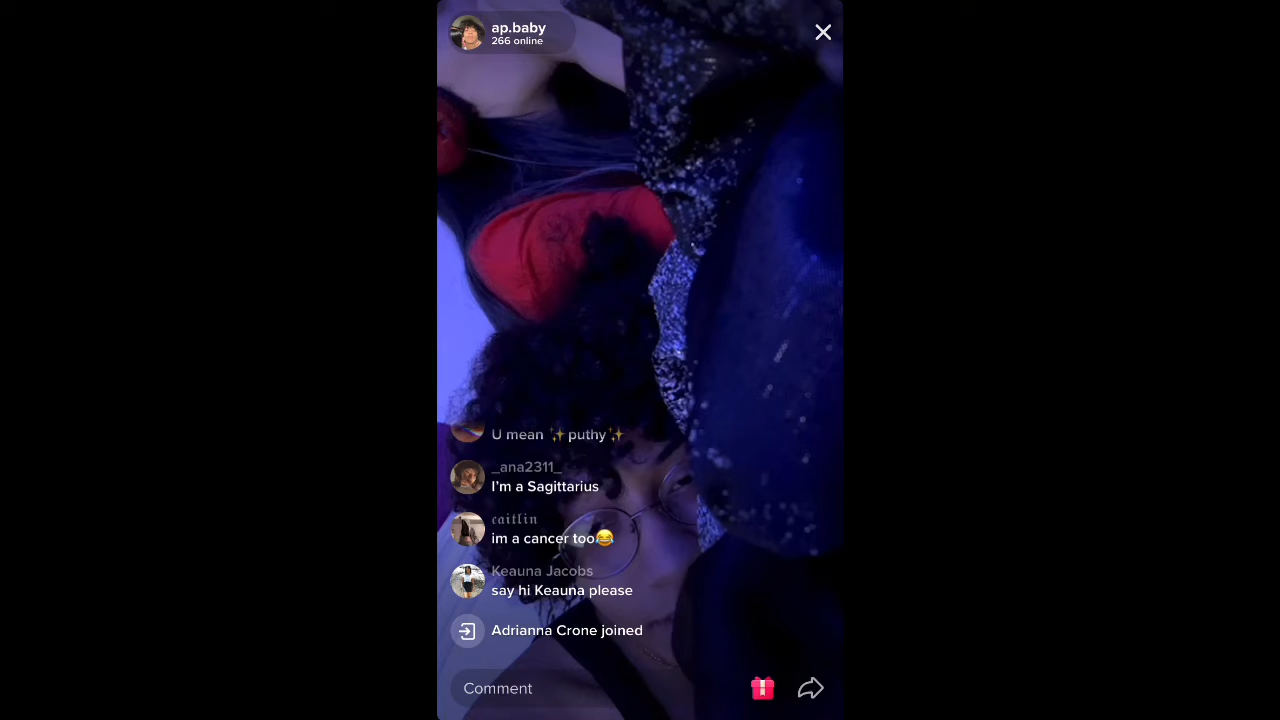 ap.baby
266 online
U mean ✨puthy✨
_ana2311_
I'm a Sagittarius
𝔠𝔞𝔦𝔱𝔩𝔦𝔫
im a cancer too😂
Keauna Jacobs
say hi Keauna please
Adrianna Crone joined
Comment